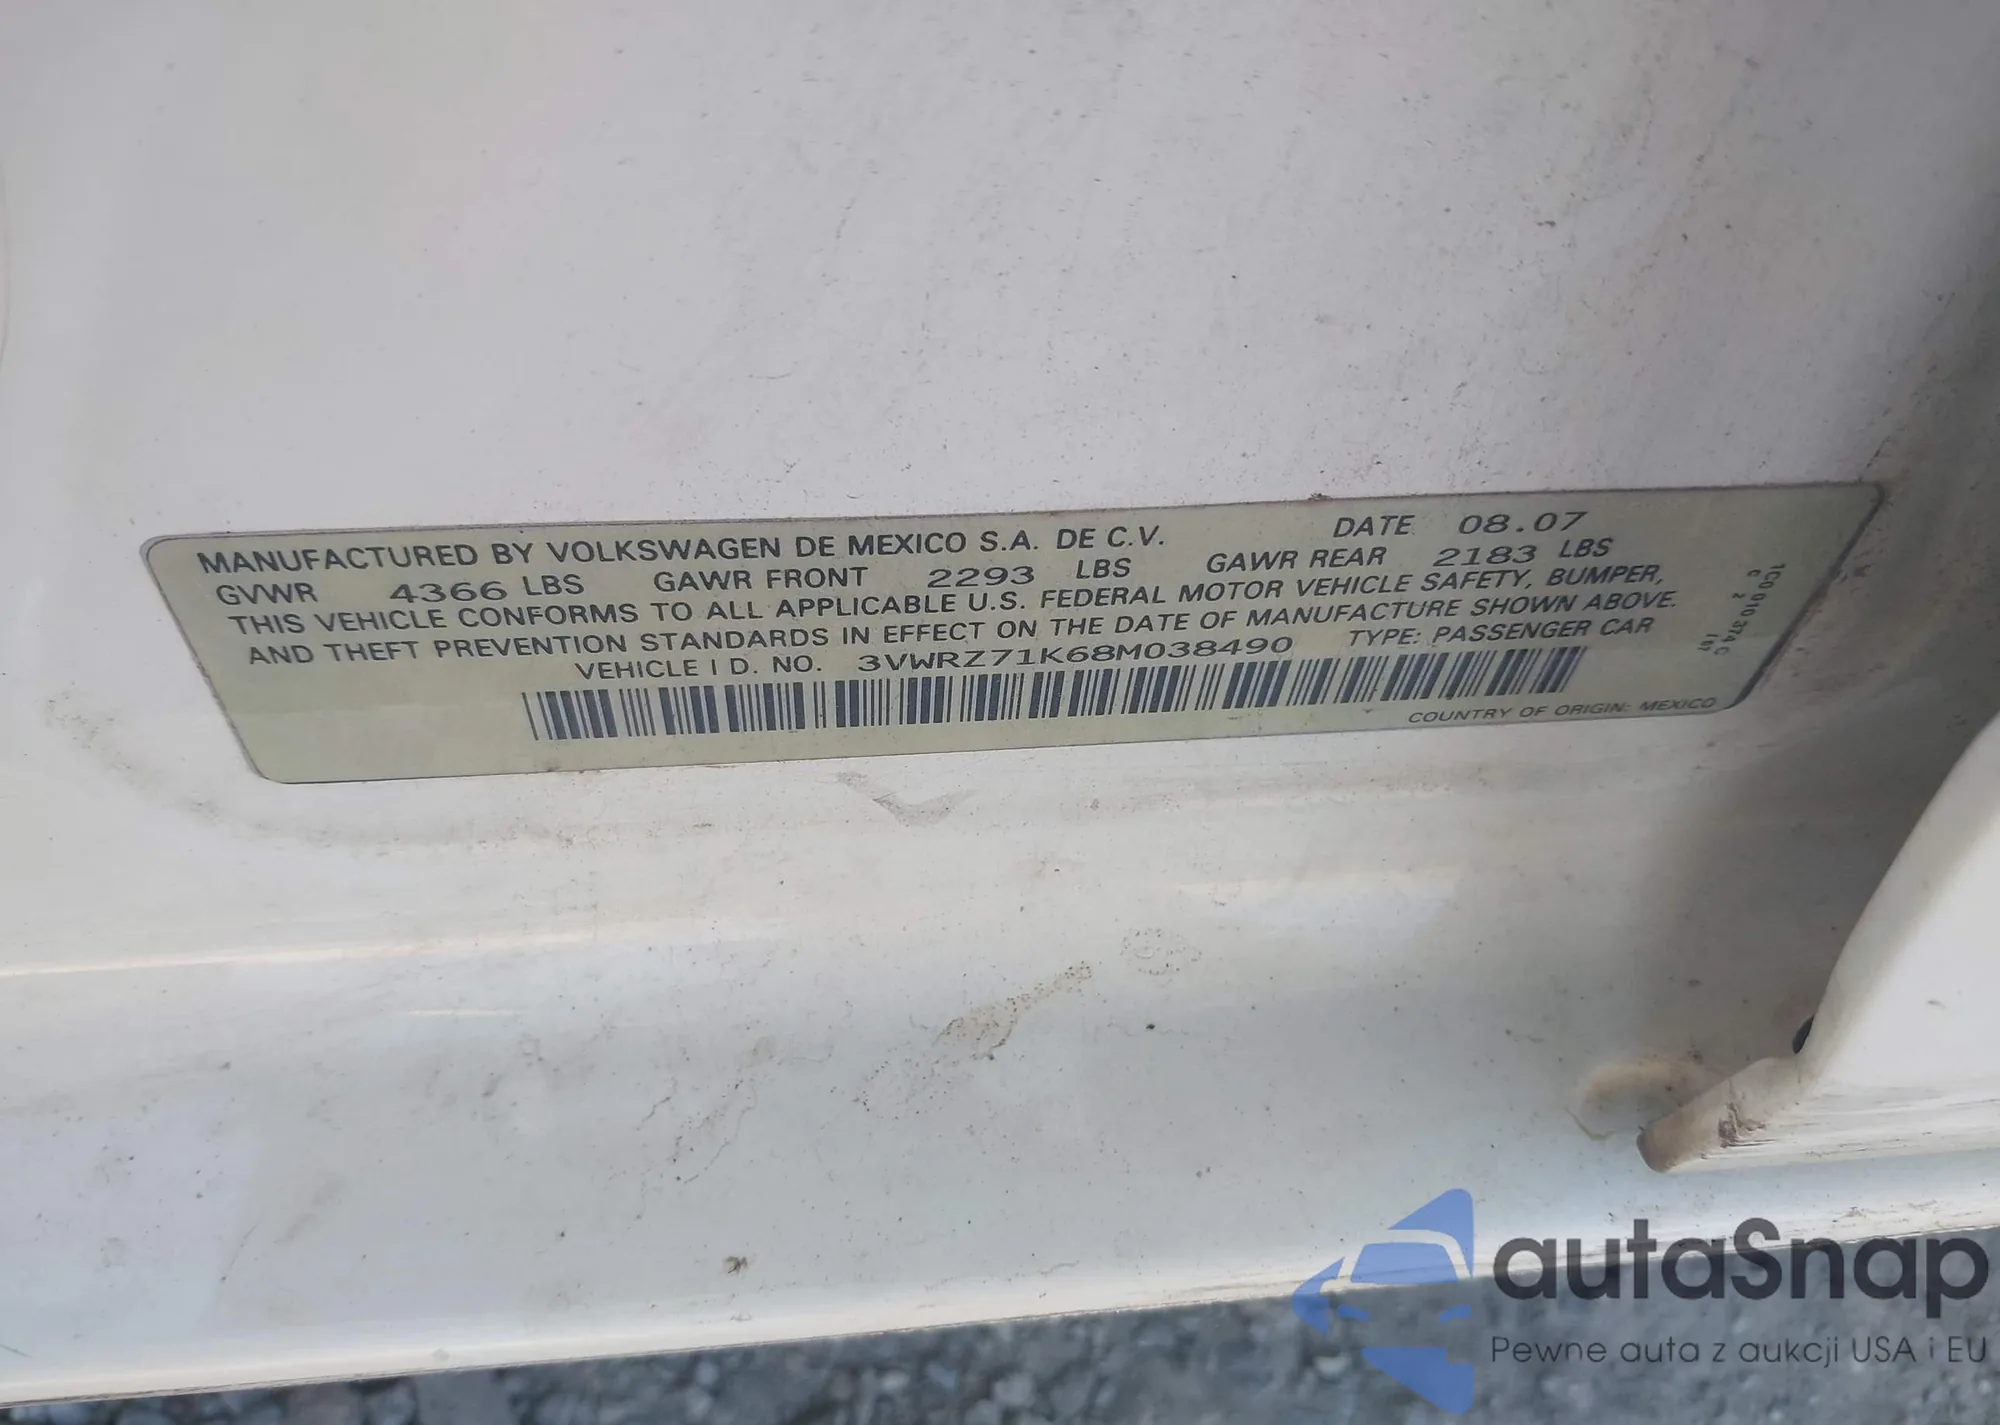 MANUFACTURED BY VOLKSWAGEN DE MEXICO S.A. DE C.V. DATE 08.07
GVWR 4366 LBS GAWR FRONT 2293 LBS GAWR REAR 2183 LBS
THIS VEHICLE CONFORMS TO ALL APPLICABLE U.S. FEDERAL MOTOR VEHICLE SAFETY, BUMPER,
AND THEFT PREVENTION STANDARDS IN EFFECT ON THE DATE OF MANUFACTURE SHOWN ABOVE.
VEHICLE I D. NO. 3VWRZ71K68M038490 TYPE: PASSENGER CAR
COUNTRY OF ORIGIN: MEXICO
autaSnap
Pewne auta z aukcji USA i EU